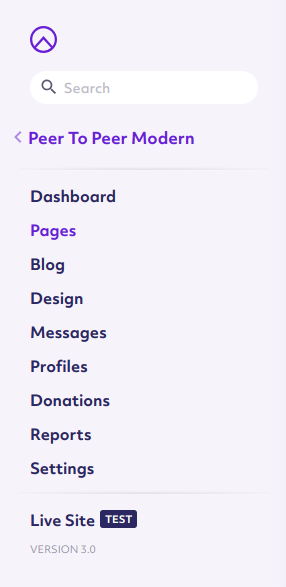 Search
Peer To Peer Modern
Dashboard
Pages
Blog
Design
Messages
Profiles
Donations
Reports
Settings
Live Site TEST
VERSION 3.0